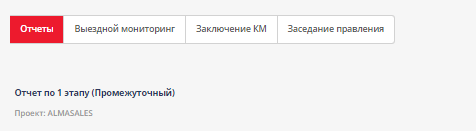 Отчеты Выездной мониторинг Заключение КМ Заседание правления
Отчет по 1 этапу (Промежуточный)
Проект: ALMASALES